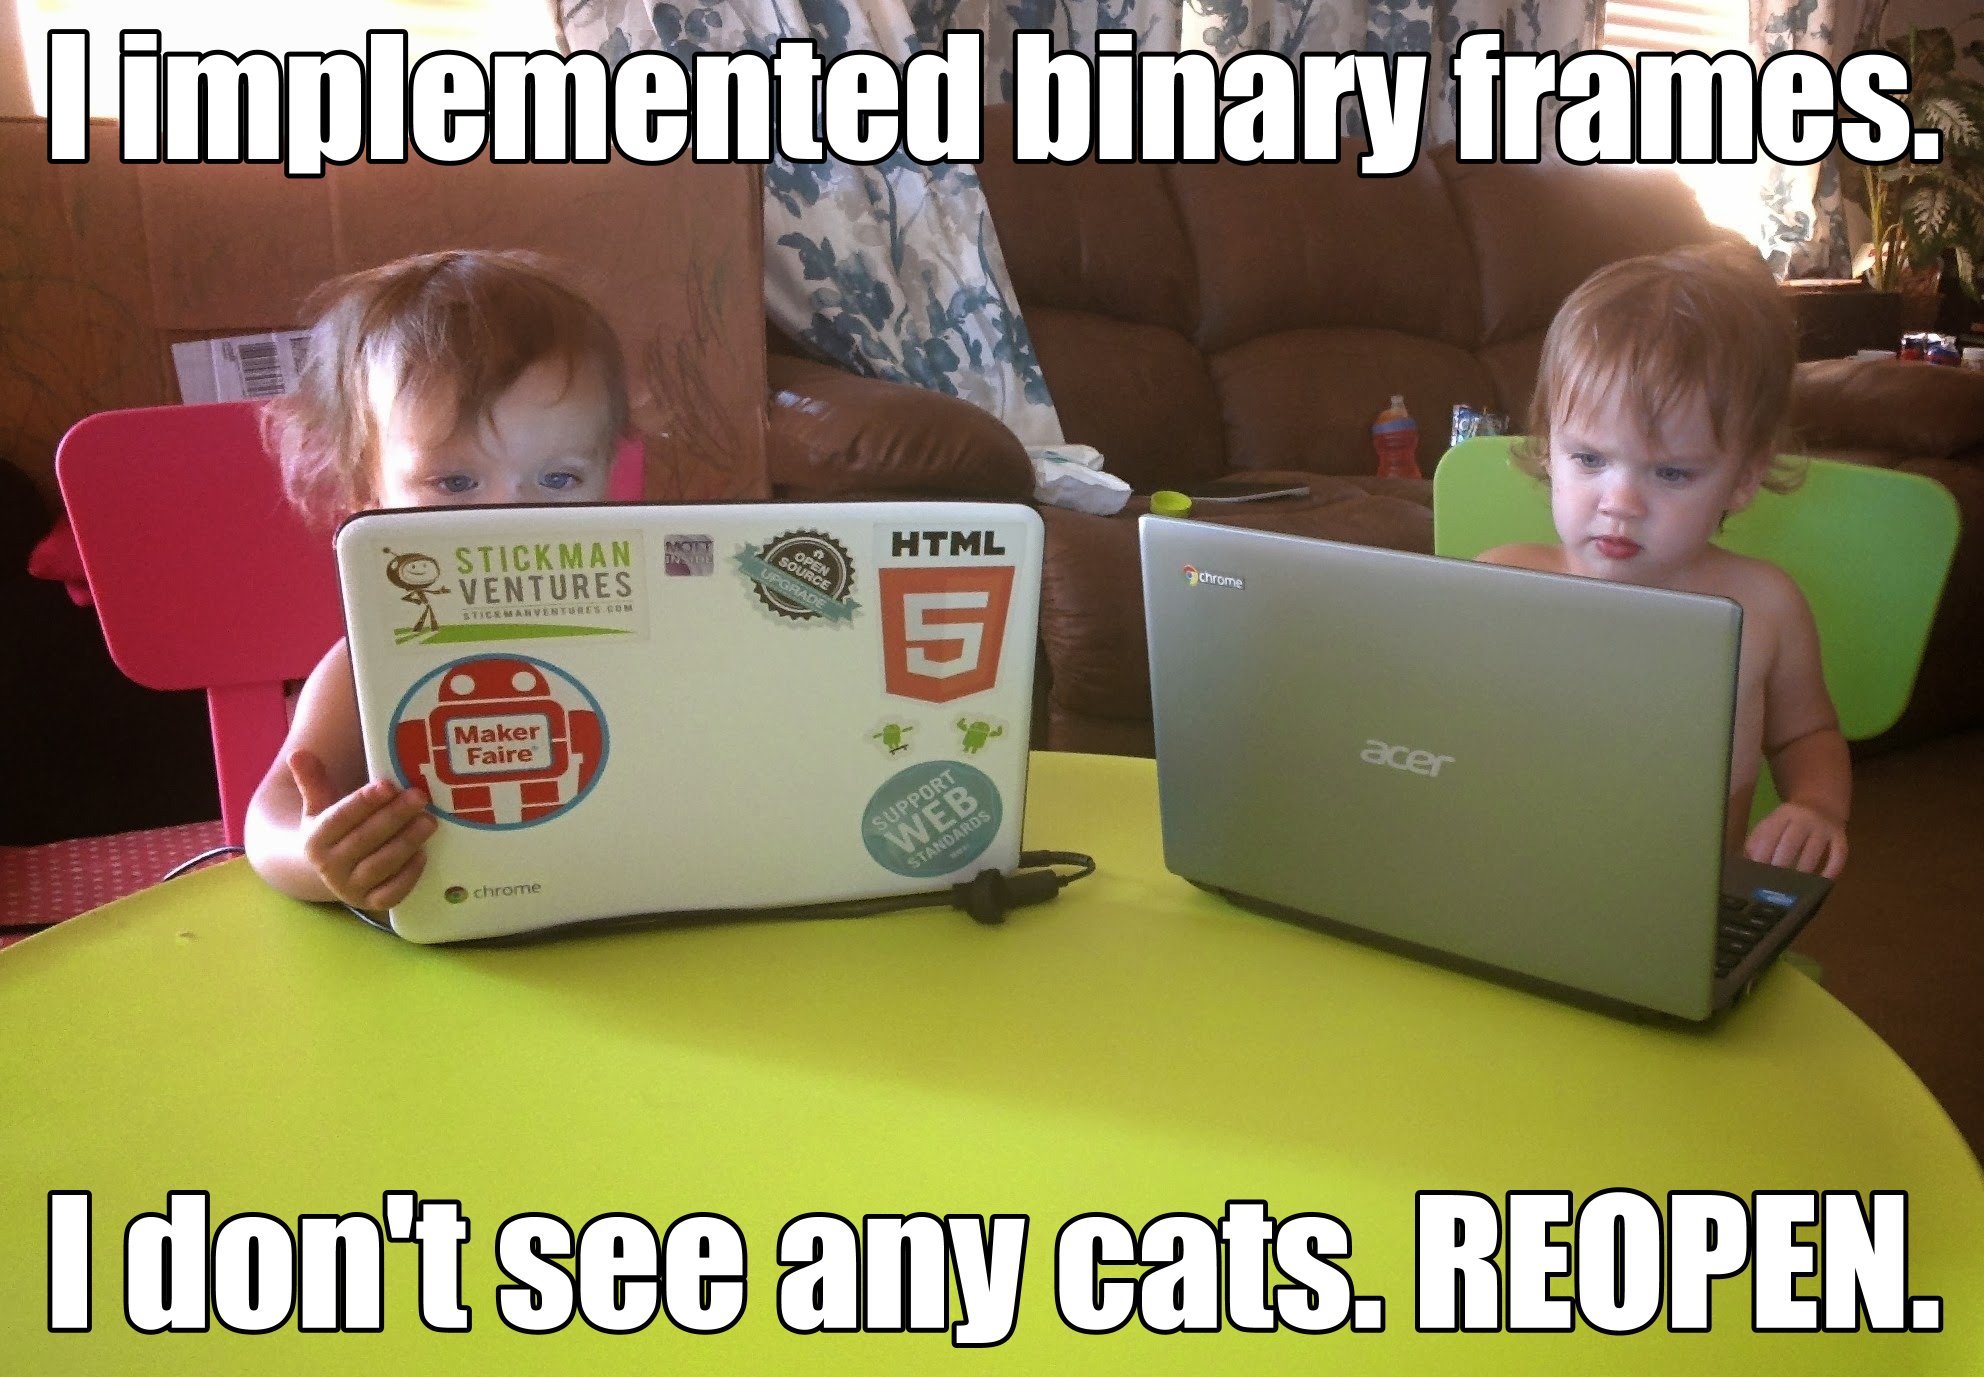 I implemented binary frames.
STICKMAN
VENTURES
STICKMANVENTURES.COM
MOTT
OPEN
SOURCE
UPGRADE
HTML
5
chrome
Maker
Faire
acer
SUPPORT
WEB
STANDARDS
chrome
I don't see any cats. REOPEN.